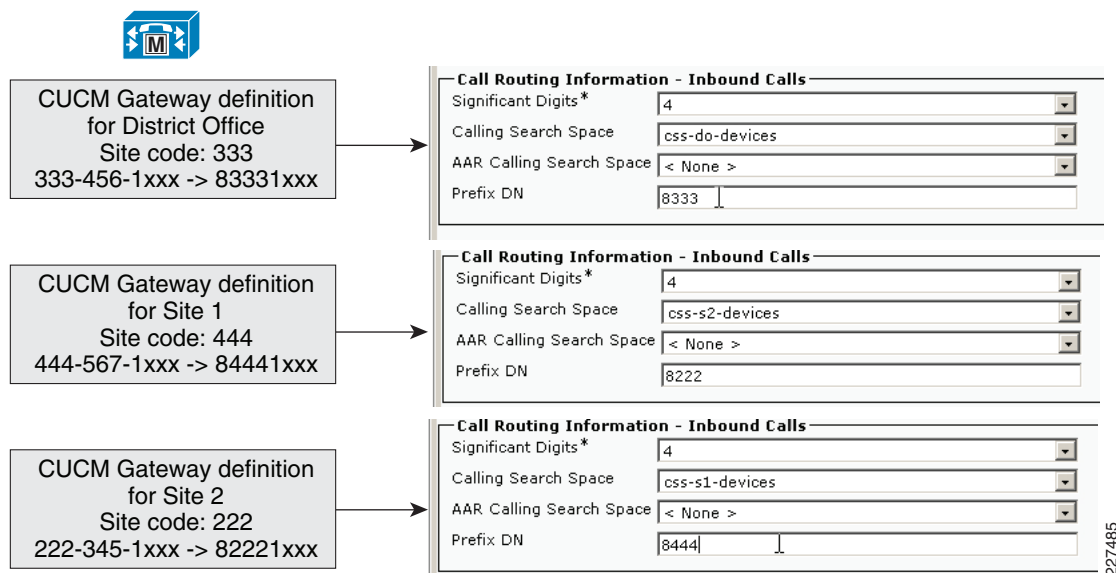 M
CUCM Gateway definition
for District Office
Site code: 333
333-456-1xxx -> 83331xxx
Call Routing Information - Inbound Calls
Significant Digits* 4
Calling Search Space css-do-devices
AAR Calling Search Space < None >
Prefix DN 8333
CUCM Gateway definition
for Site 1
Site code: 444
444-567-1xxx -> 84441xxx
Call Routing Information - Inbound Calls
Significant Digits* 4
Calling Search Space css-s2-devices
AAR Calling Search Space < None >
Prefix DN 8222
CUCM Gateway definition
for Site 2
Site code: 222
222-345-1xxx -> 82221xxx
Call Routing Information - Inbound Calls
Significant Digits* 4
Calling Search Space css-s1-devices
AAR Calling Search Space < None >
Prefix DN 8444
227485